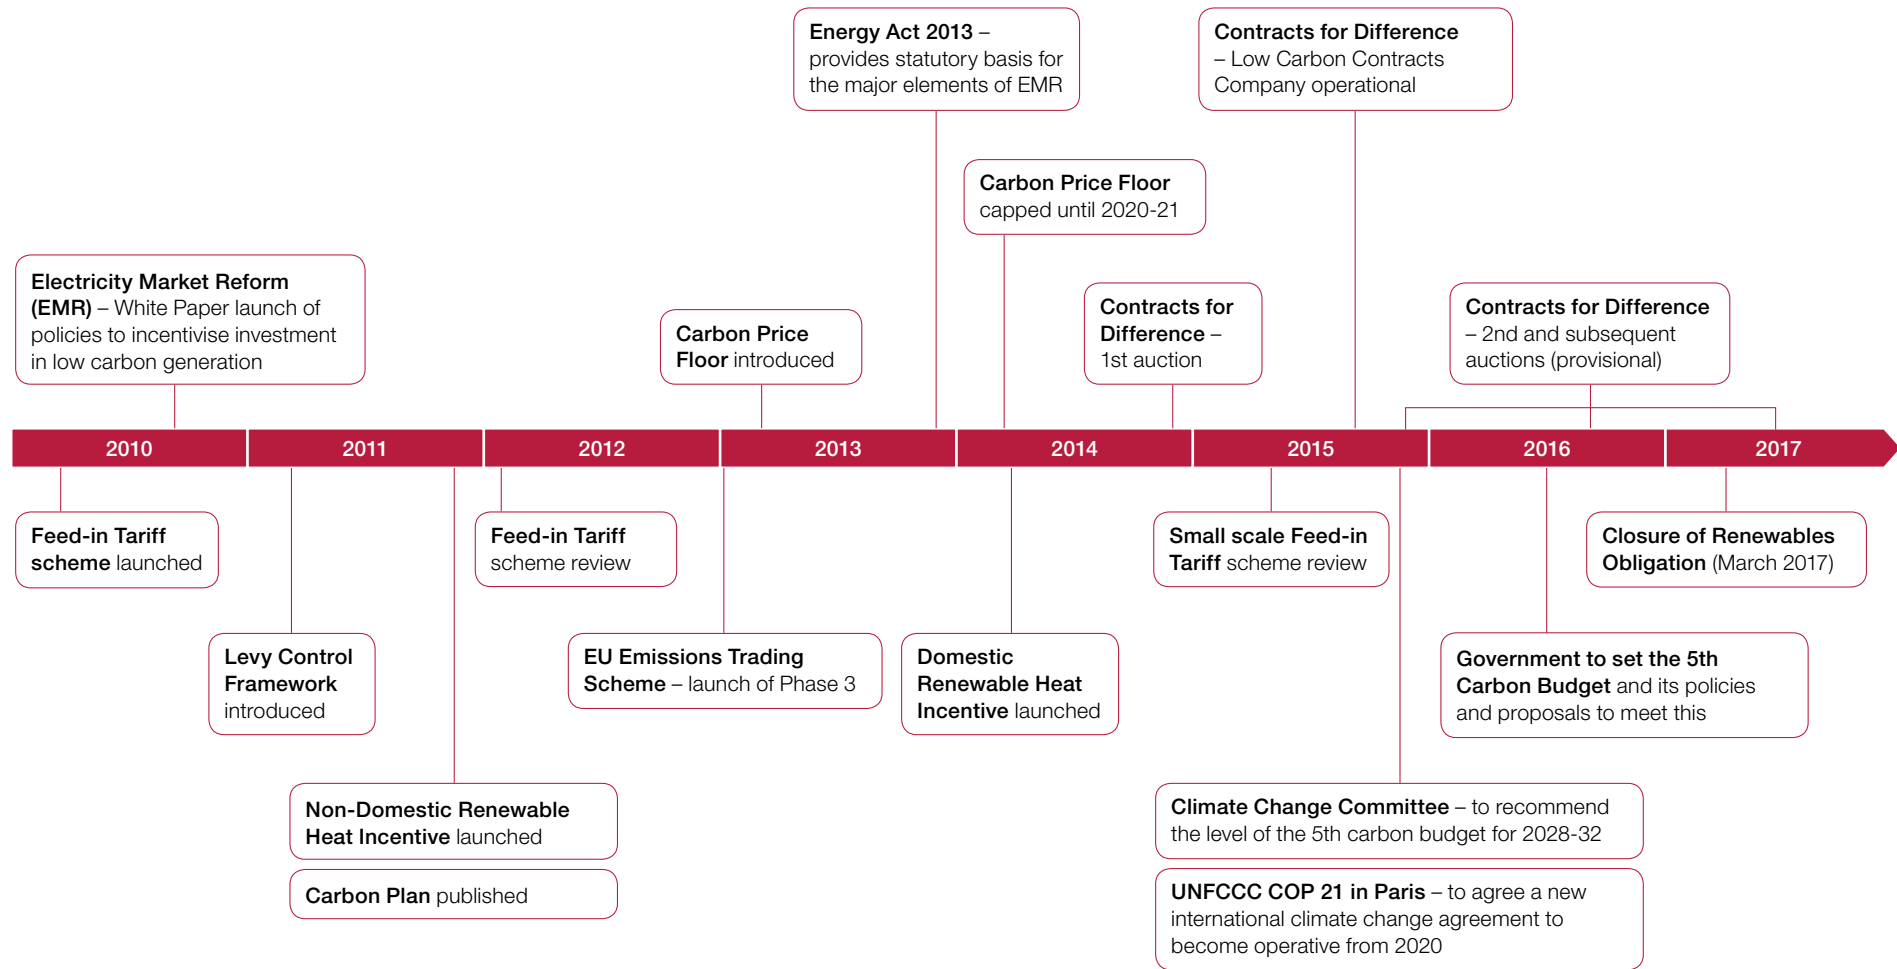 Energy Act 2013 –
provides statutory basis for
the major elements of EMR
Contracts for Difference
– Low Carbon Contracts
Company operational
Carbon Price Floor
capped until 2020-21
Electricity Market Reform
(EMR) – White Paper launch of
policies to incentivise investment
in low carbon generation
Carbon Price
Floor introduced
Contracts for
Difference –
1st auction
Contracts for Difference
– 2nd and subsequent
auctions (provisional)
2010
2011
2012
2013
2014
2015
2016
2017
Feed-in Tariff
scheme launched
Feed-in Tariff
scheme review
Small scale Feed-in
Tariff scheme review
Closure of Renewables
Obligation (March 2017)
Levy Control
Framework
introduced
EU Emissions Trading
Scheme – launch of Phase 3
Domestic
Renewable Heat
Incentive launched
Government to set the 5th
Carbon Budget and its policies
and proposals to meet this
Non-Domestic Renewable
Heat Incentive launched
Carbon Plan published
Climate Change Committee – to recommend
the level of the 5th carbon budget for 2028-32
UNFCCC COP 21 in Paris – to agree a new
international climate change agreement to
become operative from 2020